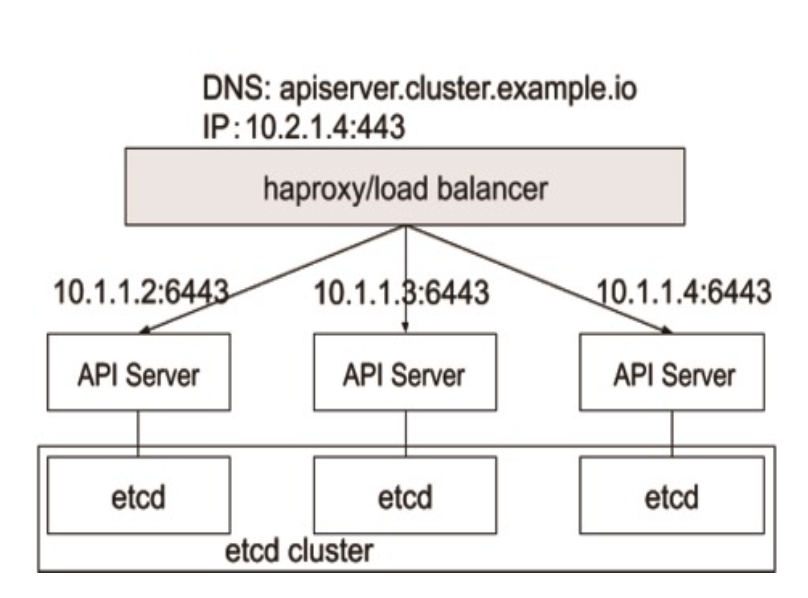 DNS: apiserver.cluster.example.io
IP:10.2.1.4:443
haproxy/load balancer
10.1.1.2:6443
10.1.1.3:6443
10.1.1.4:6443
API Server
API Server
API Server
etcd
etcd
etcd
etcd cluster